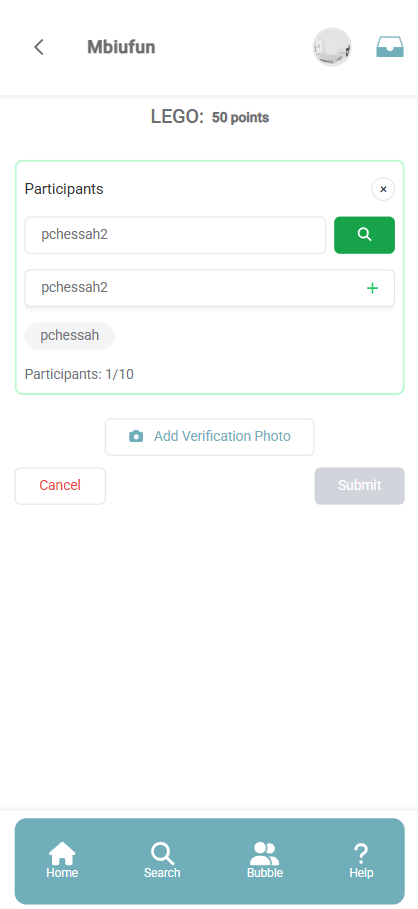 Mbiufun
LEGO: 50 points
Participants
pchessah2
pchessah2
pchessah
Participants: 1/10
Add Verification Photo
Cancel Submit
Home Search Bubble Help